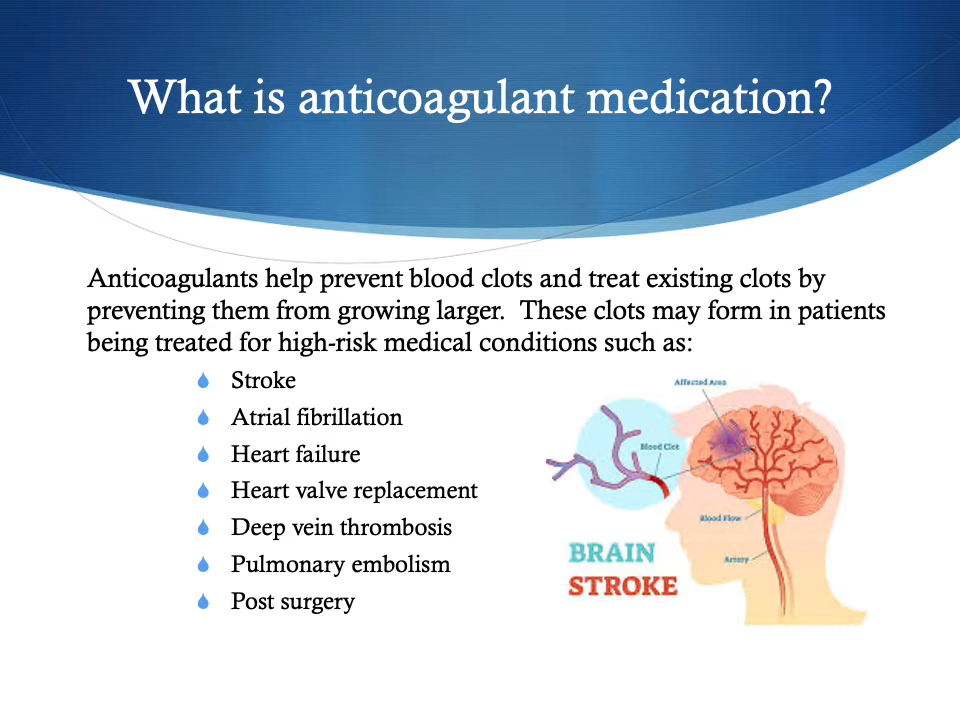 What is anticoagulant medication?
Anticoagulants help prevent blood clots and treat existing clots by
preventing them from growing larger.  These clots may form in patients
being treated for high-risk medical conditions such as:
Stroke
Atrial fibrillation
Heart failure
Heart valve replacement
Deep vein thrombosis
Pulmonary embolism
Post surgery
Affected Area
Blood Clot
Blood Flow
Artery
BRAIN
STROKE